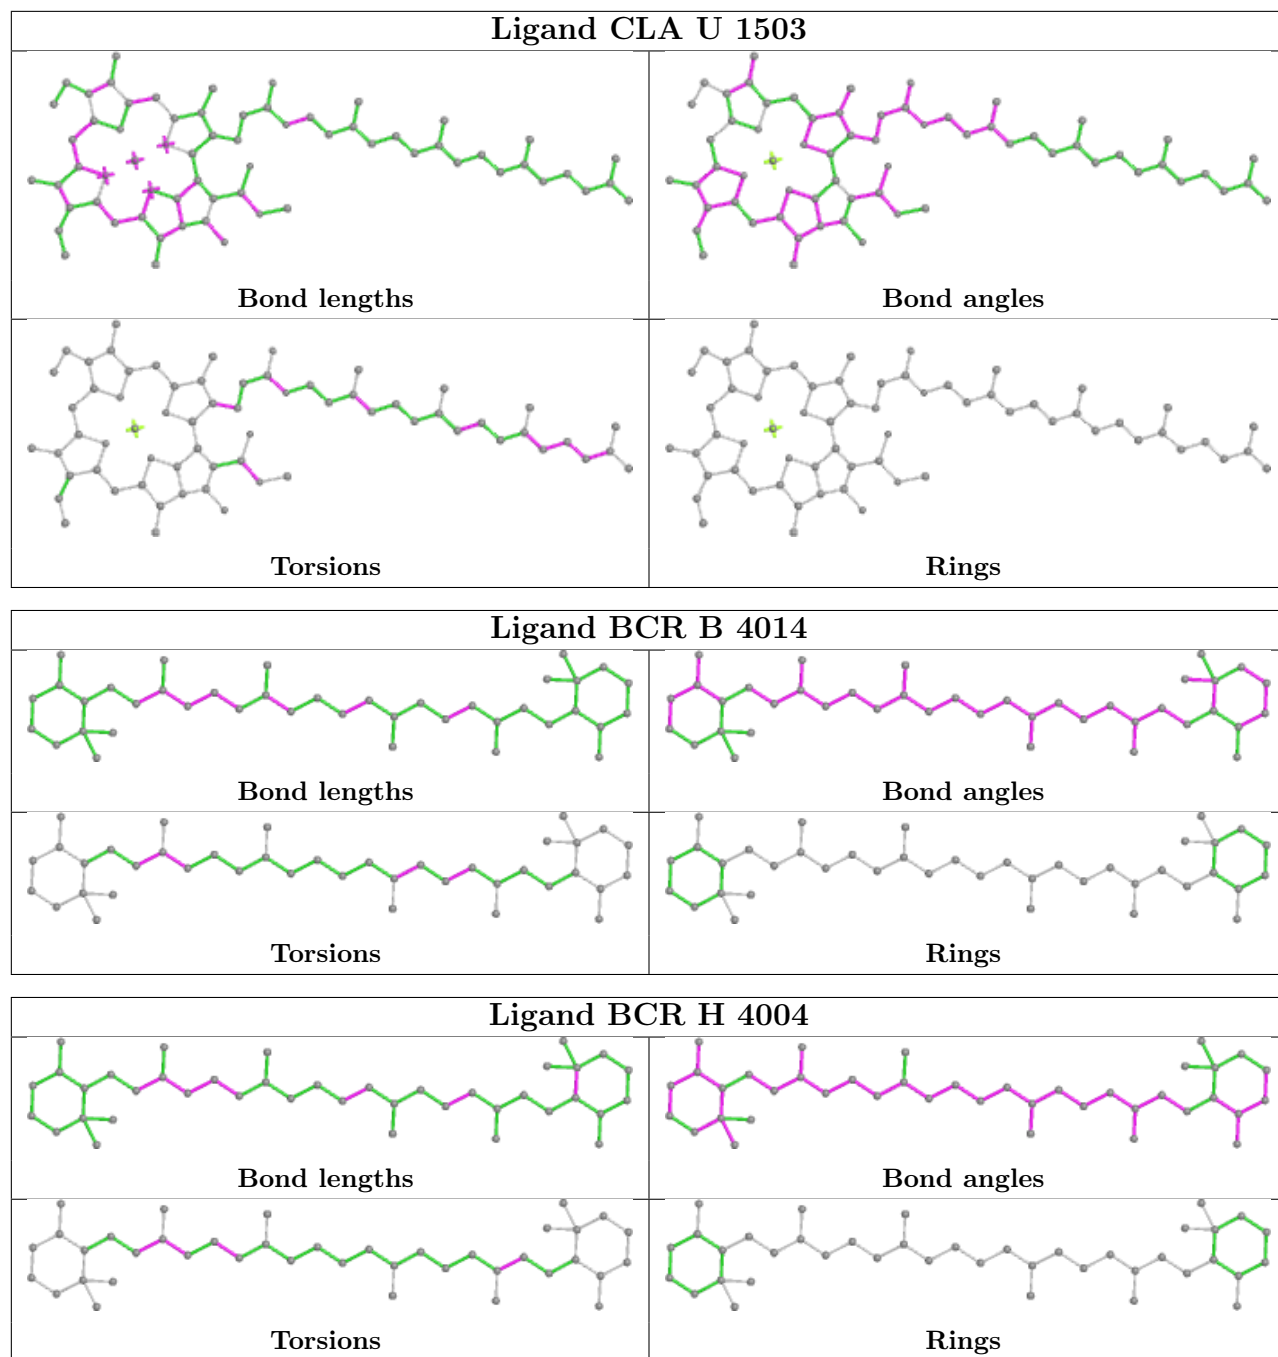 Ligand CLA U 1503
Bond lengths
Bond angles
Torsions
Rings
Ligand BCR B 4014
Bond lengths
Bond angles
Torsions
Rings
Ligand BCR H 4004
Bond lengths
Bond angles
Torsions
Rings